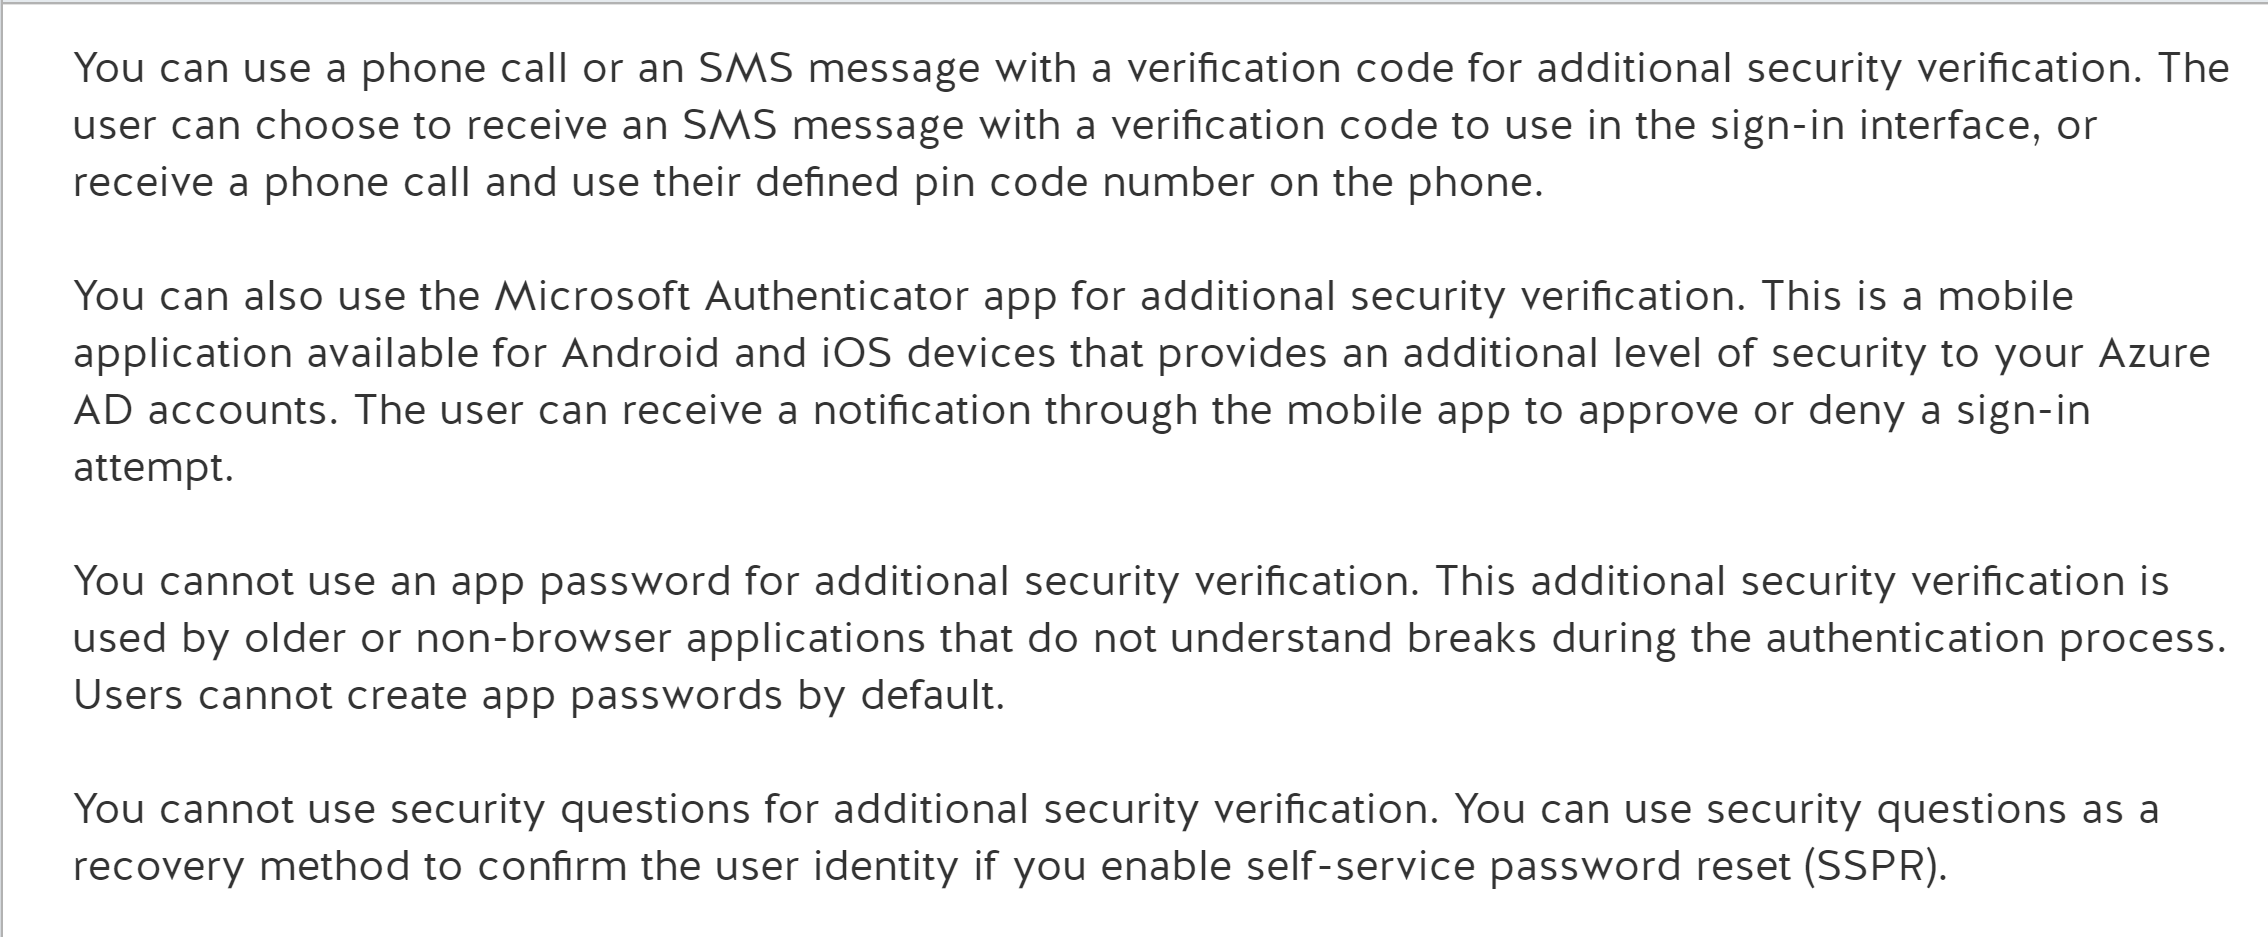 You can use a phone call or an SMS message with a verification code for additional security verification. The
user can choose to receive an SMS message with a verification code to use in the sign-in interface, or
receive a phone call and use their defined pin code number on the phone.
You can also use the Microsoft Authenticator app for additional security verification. This is a mobile
application available for Android and iOS devices that provides an additional level of security to your Azure
AD accounts. The user can receive a notification through the mobile app to approve or deny a sign-in
attempt.
You cannot use an app password for additional security verification. This additional security verification is
used by older or non-browser applications that do not understand breaks during the authentication process.
Users cannot create app passwords by default.
You cannot use security questions for additional security verification. You can use security questions as a
recovery method to confirm the user identity if you enable self-service password reset (SSPR).